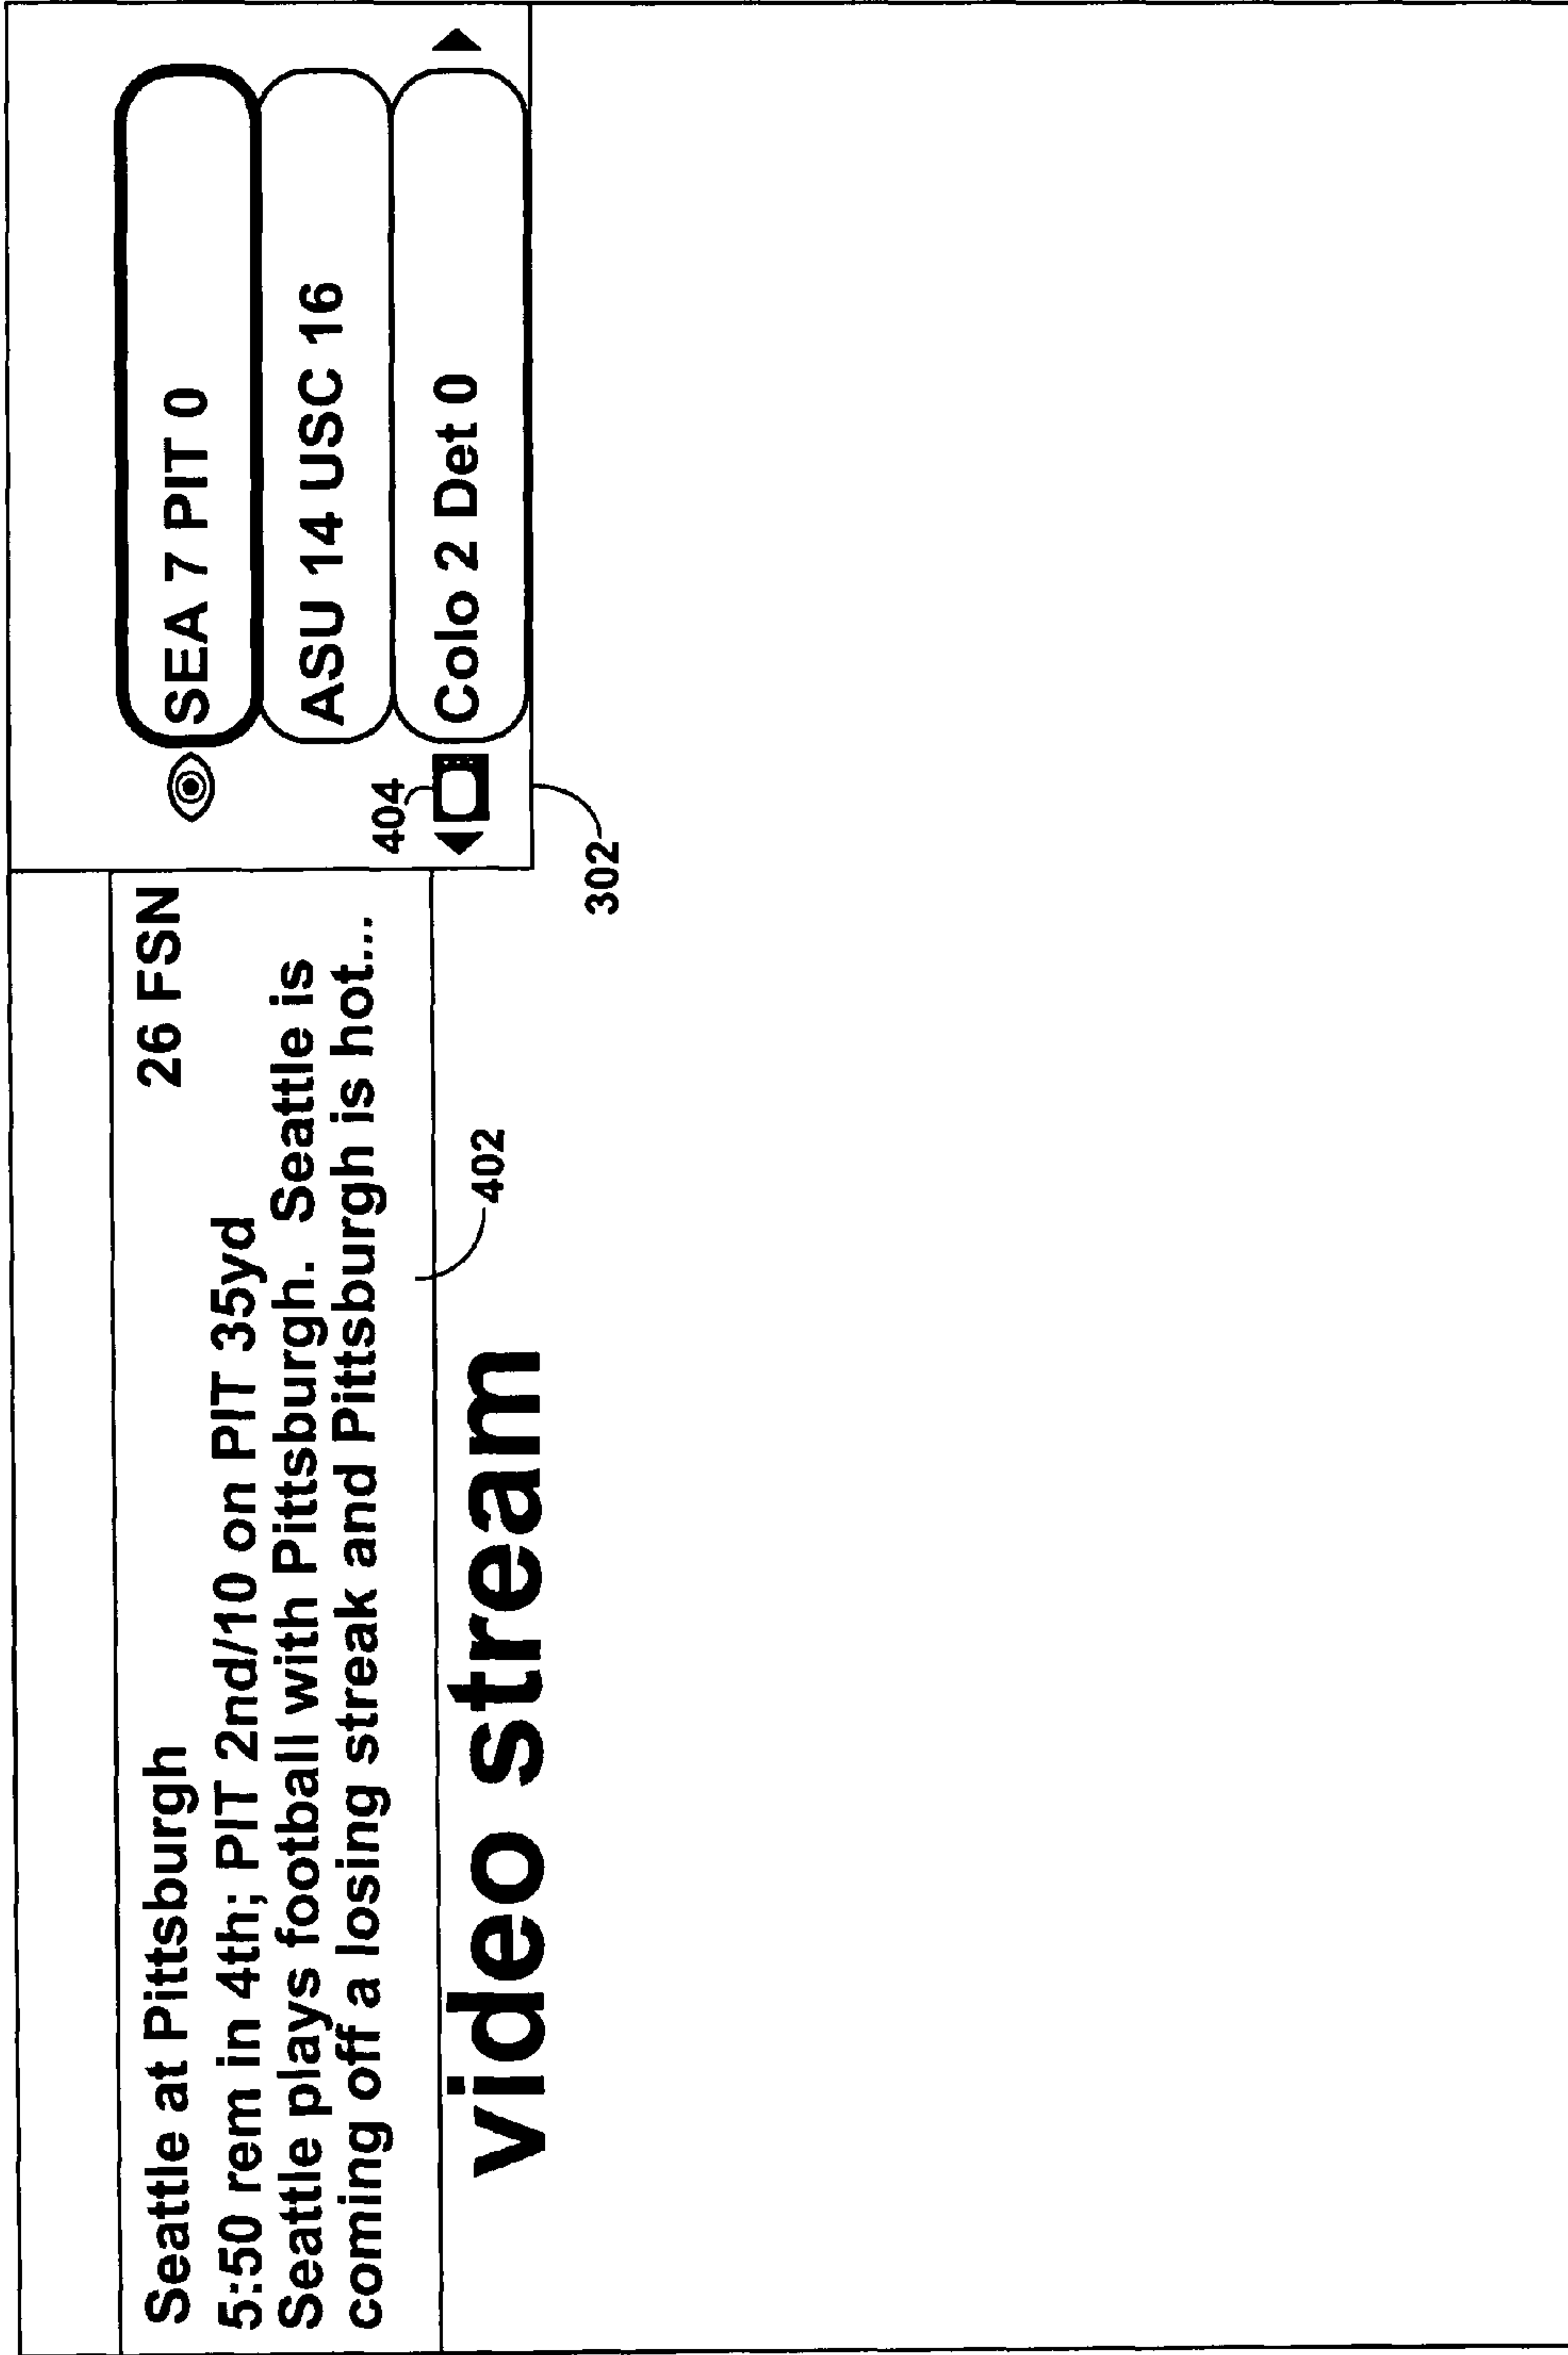 Seattle at Pittsburgh 26 FSN
5:50 rem in 4th; PIT 2nd/10 on PIT 35yd
Seattle plays football with Pittsburgh. Seattle is
coming off a losing streak and Pittsburgh is hot...
SEA 7 PIT 0
ASU 14 USC 16
404
Colo 2 Det 0
302
402
video stream